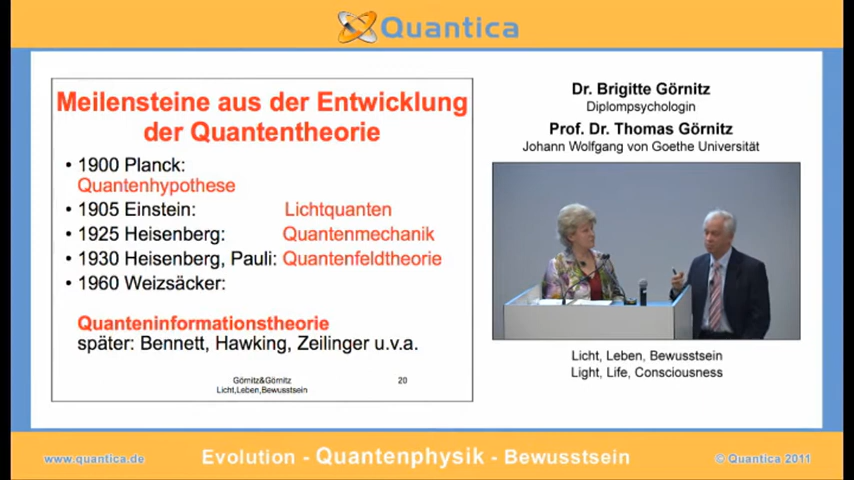 Quantica
Meilensteine aus der Entwicklung
der Quantentheorie
• 1900 Planck:
Quantenhypothese
• 1905 Einstein: Lichtquanten
• 1925 Heisenberg: Quantenmechanik
• 1930 Heisenberg, Pauli: Quantenfeldtheorie
• 1960 Weizsäcker:
Quanteninformationstheorie
später: Bennett, Hawking, Zeilinger u.v.a.
Görnitz&Görnitz
Licht,Leben,Bewusstsein
20
Dr. Brigitte Görnitz
Diplompsychologin
Prof. Dr. Thomas Görnitz
Johann Wolfgang von Goethe Universität
Licht, Leben, Bewusstsein
Light, Life, Consciousness
www.quantica.de
Evolution - Quantenphysik - Bewusstsein
© Quantica 2011